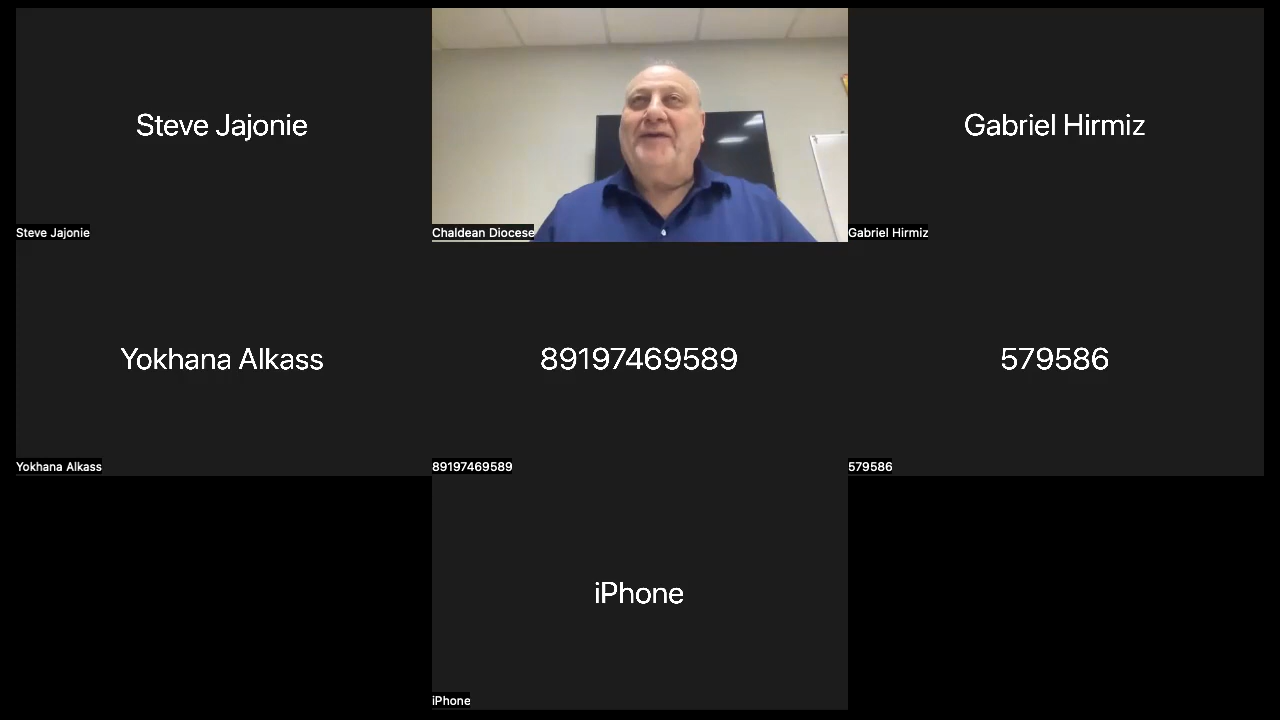 Steve Jajonie
Steve Jajonie
Chaldean Diocese
Gabriel Hirmiz
Gabriel Hirmiz
Yokhana Alkass
Yokhana Alkass
89197469589
89197469589
579586
579586
iPhone
iPhone